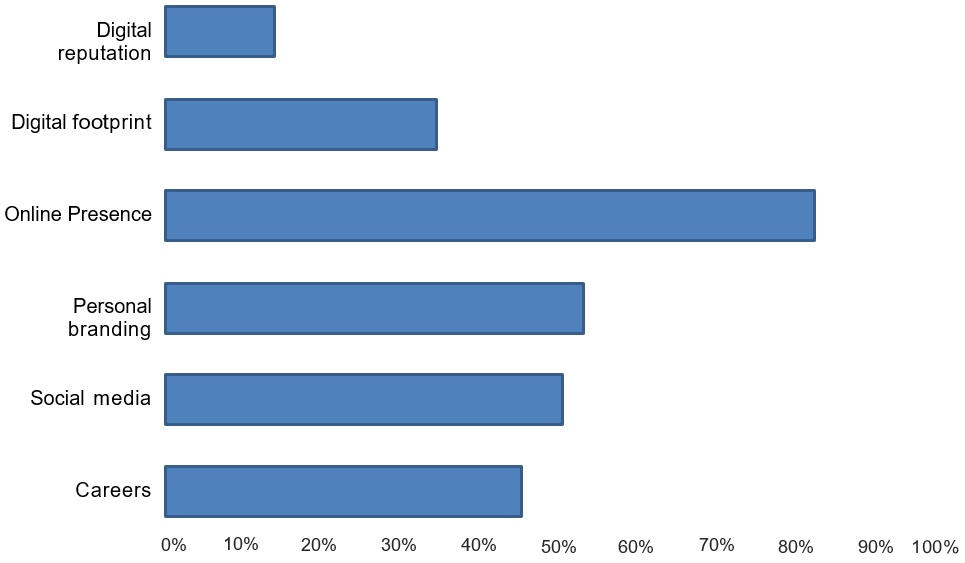 Digital
reputation
Digital footprint
Online Presence
Personal
branding
Social media
Careers
0% 10% 20% 30% 40% 50% 60% 70% 80% 90% 100%